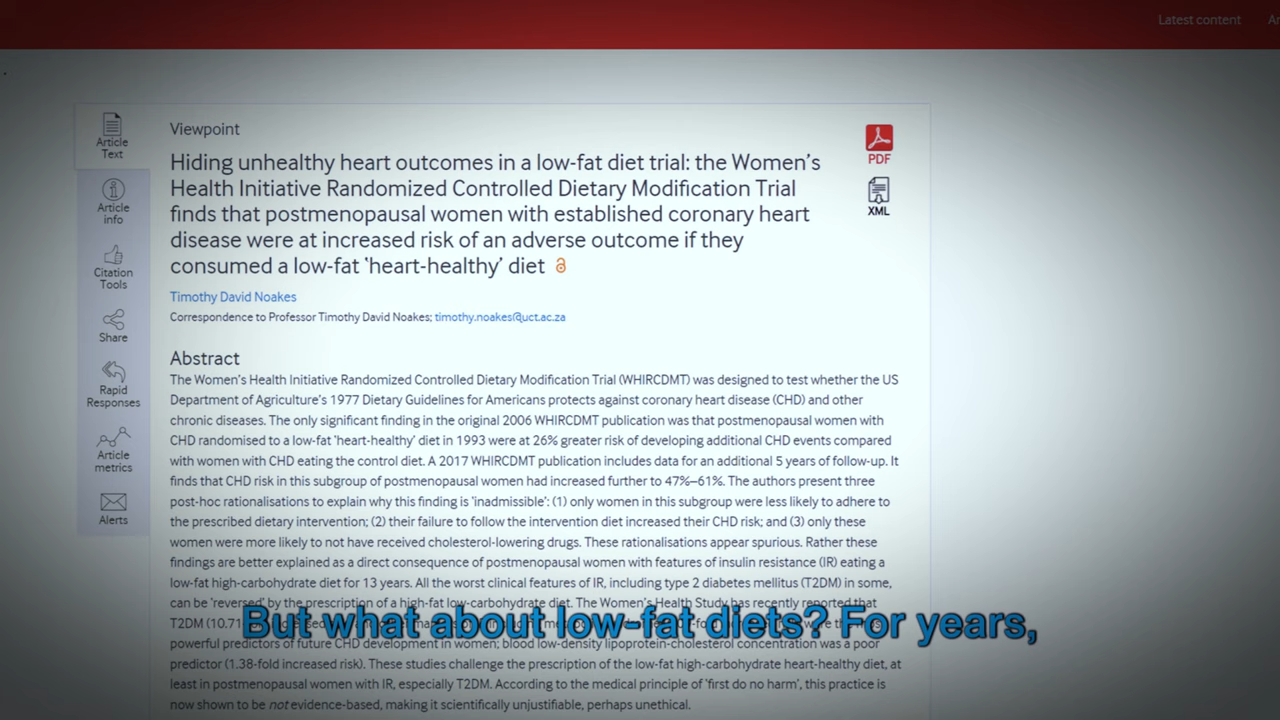 Latest content
Viewpoint
Article
Text
PDF
Hiding unhealthy heart outcomes in a low-fat diet trial: the Women's
Health Initiative Randomized Controlled Dietary Modification Trial
finds that postmenopausal women with established coronary heart
disease were at increased risk of an adverse outcome if they
consumed a low-fat 'heart-healthy' diet
XML
Article
info
Citation
Tools
Share
Rapid
Responses
Article
metrics
Alerts
Timothy David Noakes
Correspondence to Professor Timothy David Noakes; timothy.noakes@uct.ac.za
Abstract
The Women's Health Initiative Randomized Controlled Dietary Modification Trial (WHIRCDMT) was designed to test whether the US
Department of Agriculture's 1977 Dietary Guidelines for Americans protects against coronary heart disease (CHD) and other
chronic diseases. The only significant finding in the original 2006 WHIRCDMT publication was that postmenopausal women with
CHD randomised to a low-fat 'heart-healthy' diet in 1993 were at 26% greater risk of developing additional CHD events compared
with women with CHD eating the control diet. A 2017 WHIRCDMT publication includes data for an additional 5 years of follow-up. It
finds that CHD risk in this subgroup of postmenopausal women had increased further to 47%–61%. The authors present three
post-hoc rationalisations to explain why this finding is 'inadmissible': (1) only women in this subgroup were less likely to adhere to
the prescribed dietary intervention; (2) their failure to follow the intervention diet increased their CHD risk; and (3) only these
women were more likely to not have received cholesterol-lowering drugs. These rationalisations appear spurious. Rather these
findings are better explained as a direct consequence of postmenopausal women with features of insulin resistance (IR) eating a
low-fat high-carbohydrate diet for 13 years. All the worst clinical features of IR, including type 2 diabetes mellitus (T2DM) in some,
can be 'reversed' by the prescription of a high-fat low-carbohydrate diet. The Women's Health Study has recently reported that
T2DM (10.71
But what about low-fat diets? For years,
powerful predictors of future CHD development in women; blood low-density lipoprotein-cholesterol concentration was a poor
predictor (1.38-fold increased risk). These studies challenge the prescription of the low-fat high-carbohydrate heart-healthy diet, at
least in postmenopausal women with IR, especially T2DM. According to the medical principle of 'first do no harm', this practice is
now shown to be not evidence-based, making it scientifically unjustifiable, perhaps unethical.